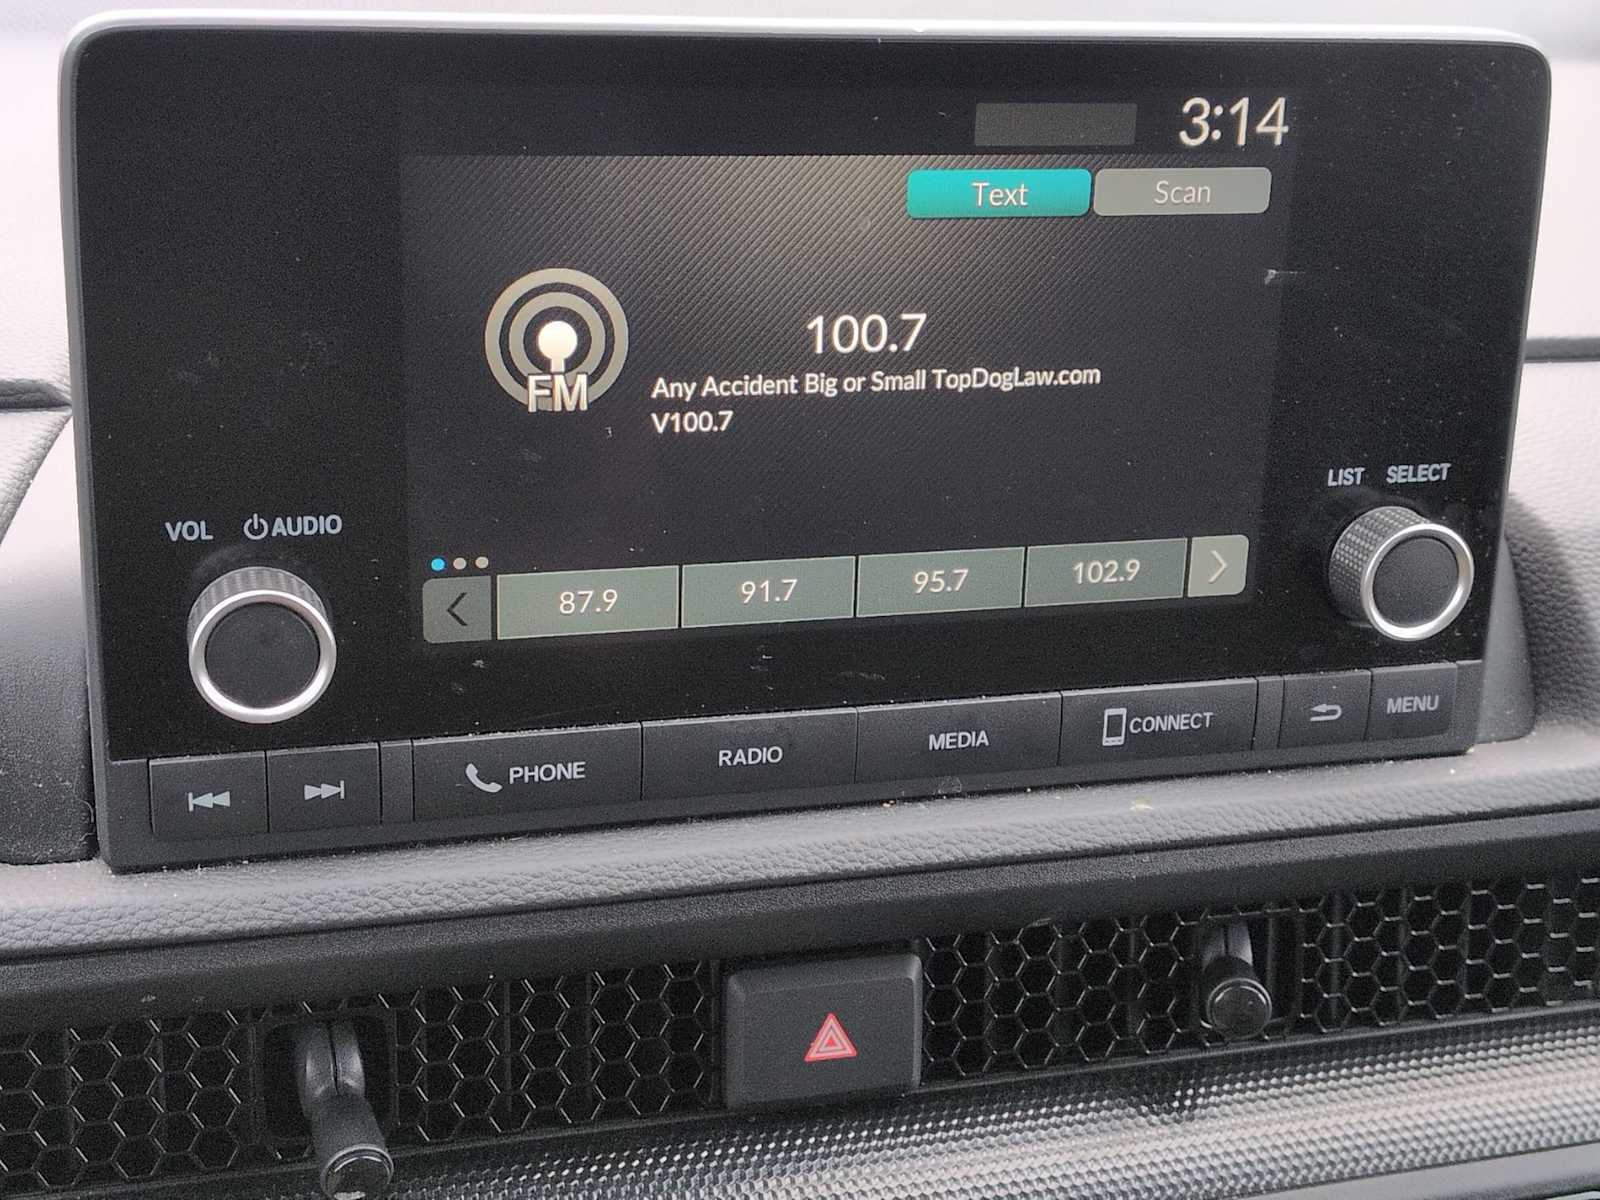 3:14
Text Scan
100.7
FM
Any Accident Big or Small TopDogLaw.com
V100.7
LIST SELECT
VOL AUDIO
87.9 91.7 95.7 102.9
PHONE RADIO MEDIA CONNECT MENU